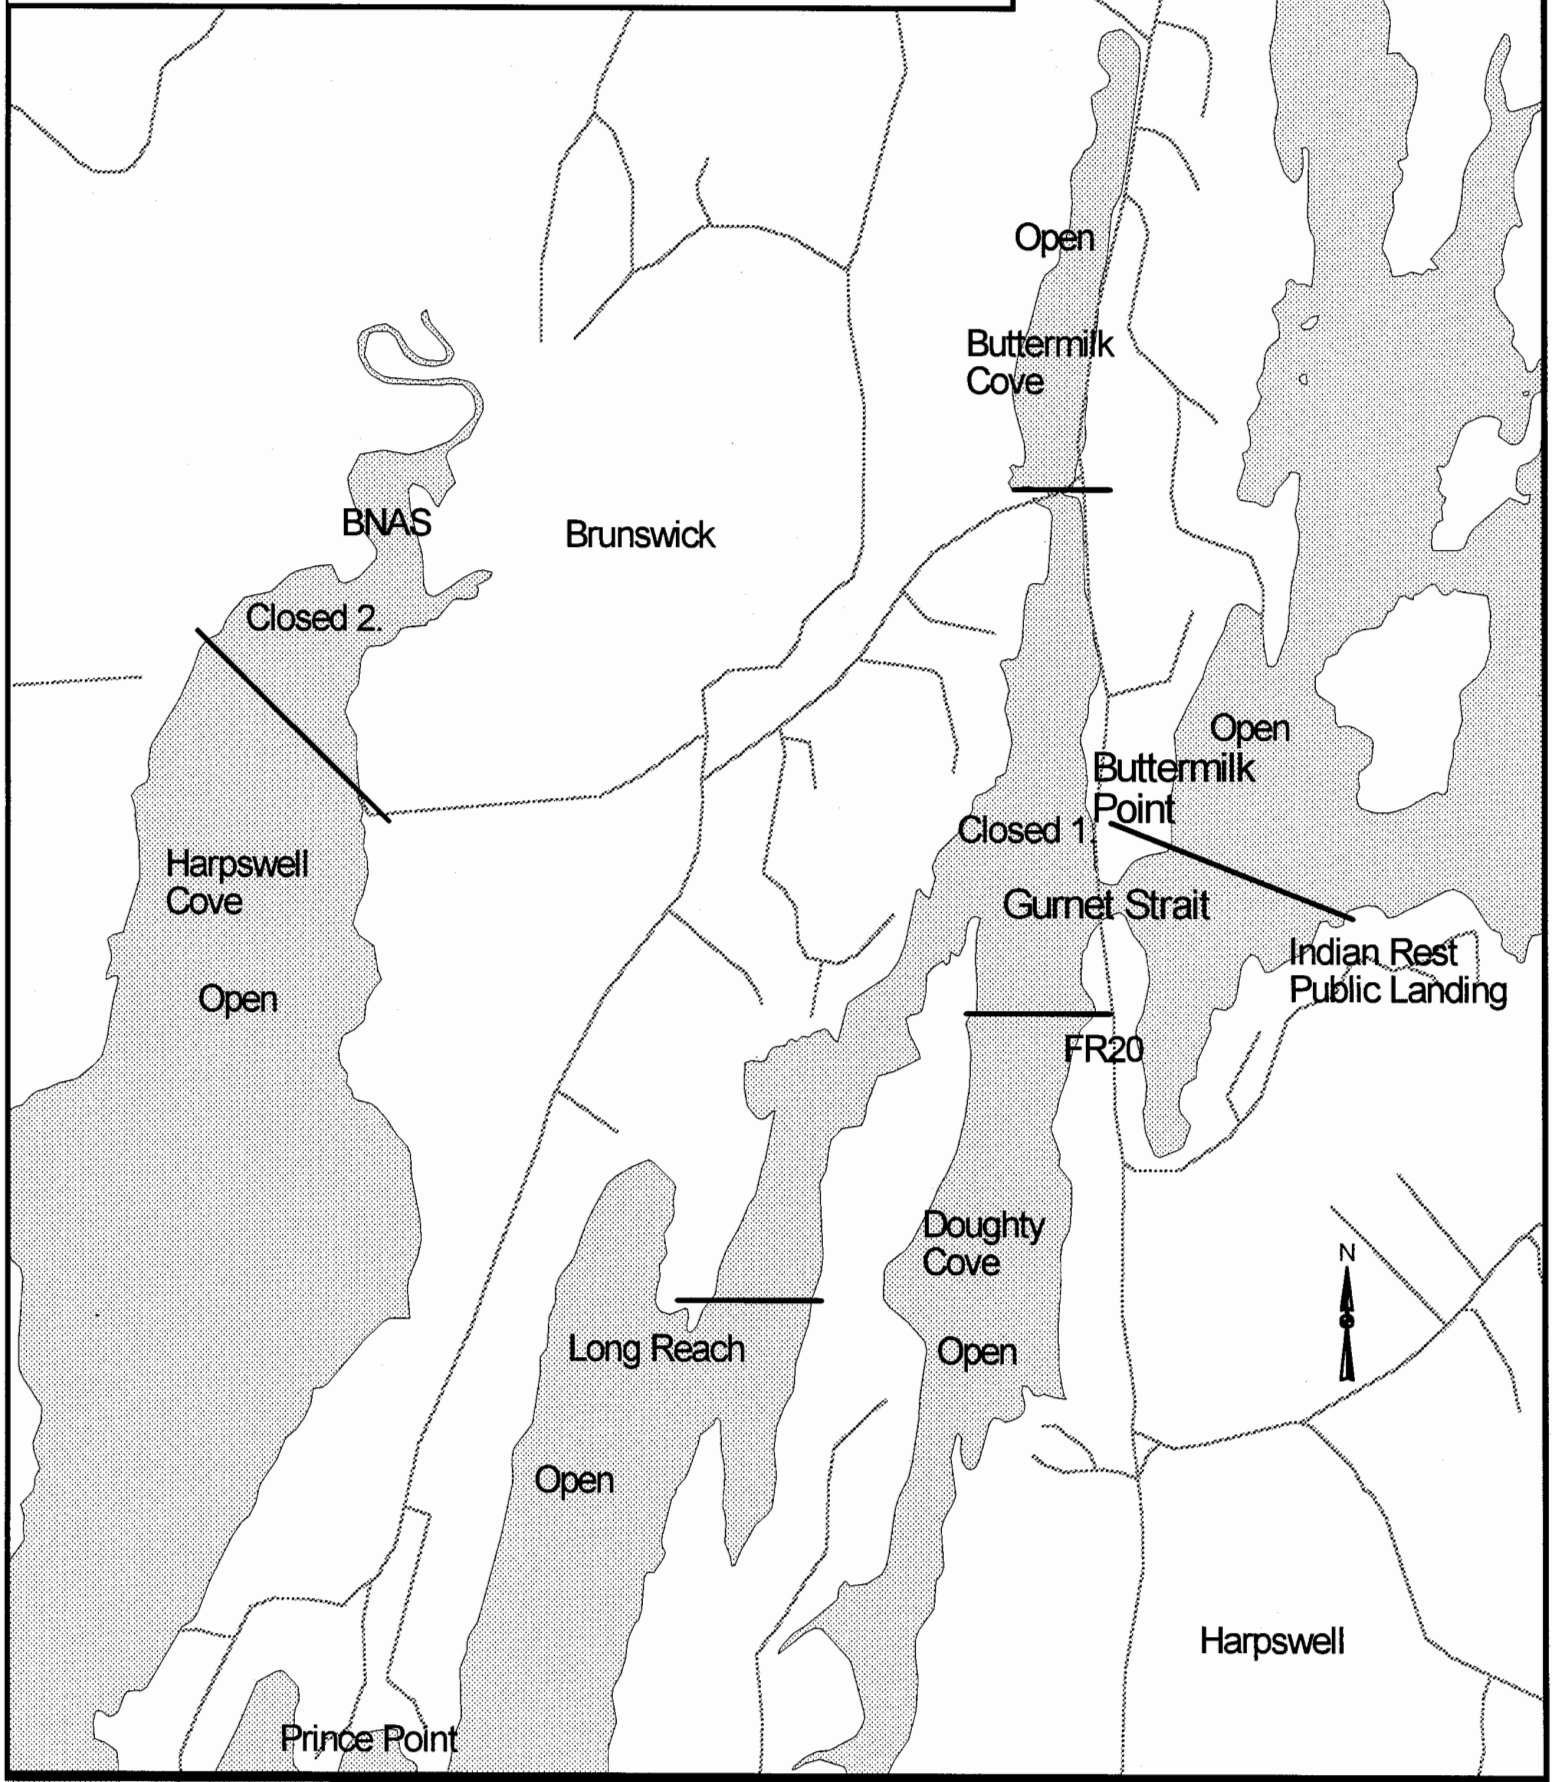 Open
Buttermilk
Cove
BNAS
Brunswick
Closed 2.
Open
Buttermilk
Point
Closed 1.
Harpswell
Cove
Gurnet Strait
Indian Rest
Public Landing
Open
FR20
Doughty
Cove
N
Long Reach
Open
Open
Harpswell
Prince Point